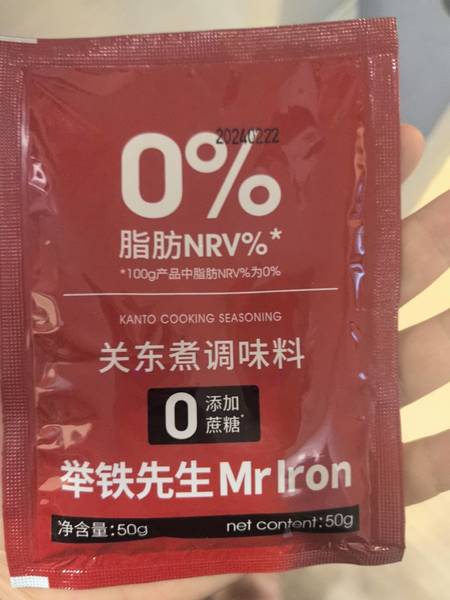 20240222
0%
脂肪NRV%*
*100g产品中脂肪NRV%为0%
KANTO COOKING SEASONING
关东煮调味料
0 添加
蔗糖*
举铁先生 Mr Iron
净含量:50g net content:50g